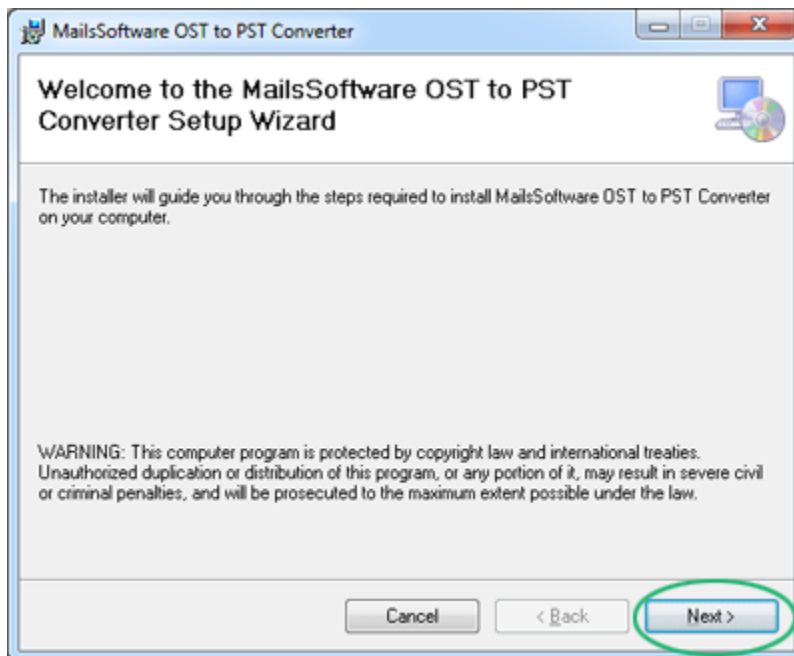 MailsSoftware OST to PST Converter
Welcome to the MailsSoftware OST to PST
Converter Setup Wizard
The installer will guide you through the steps required to install MailsSoftware OST to PST Converter
on your computer.
WARNING: This computer program is protected by copyright law and international treaties.
Unauthorized duplication or distribution of this program, or any portion of it, may result in severe civil
or criminal penalties, and will be prosecuted to the maximum extent possible under the law.
Cancel < Back Next >